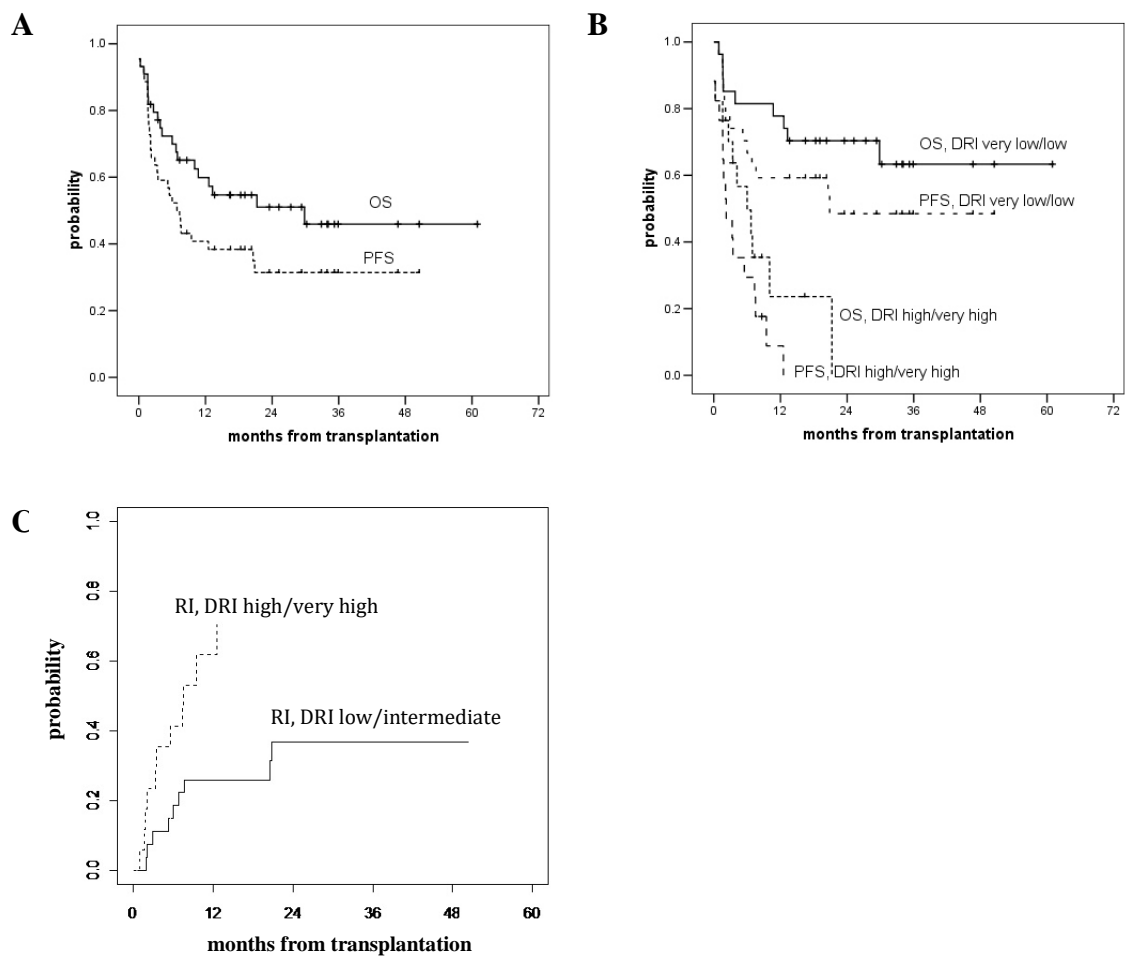 A
probability
1.0
0.8
0.6
0.4
0.2
0.0
OS
PFS
0 12 24 36 48 60 72
months from transplantation
B
probability
1.0
0.8
0.6
0.4
0.2
0.0
OS, DRI very low/low
PFS, DRI very low/low
OS, DRI high/very high
PFS, DRI high/very high
0 12 24 36 48 60 72
months from transplantation
C
probability
1.0
0.8
0.6
0.4
0.2
0.0
RI, DRI high/very high
RI, DRI low/intermediate
0 12 24 36 48 60
months from transplantation